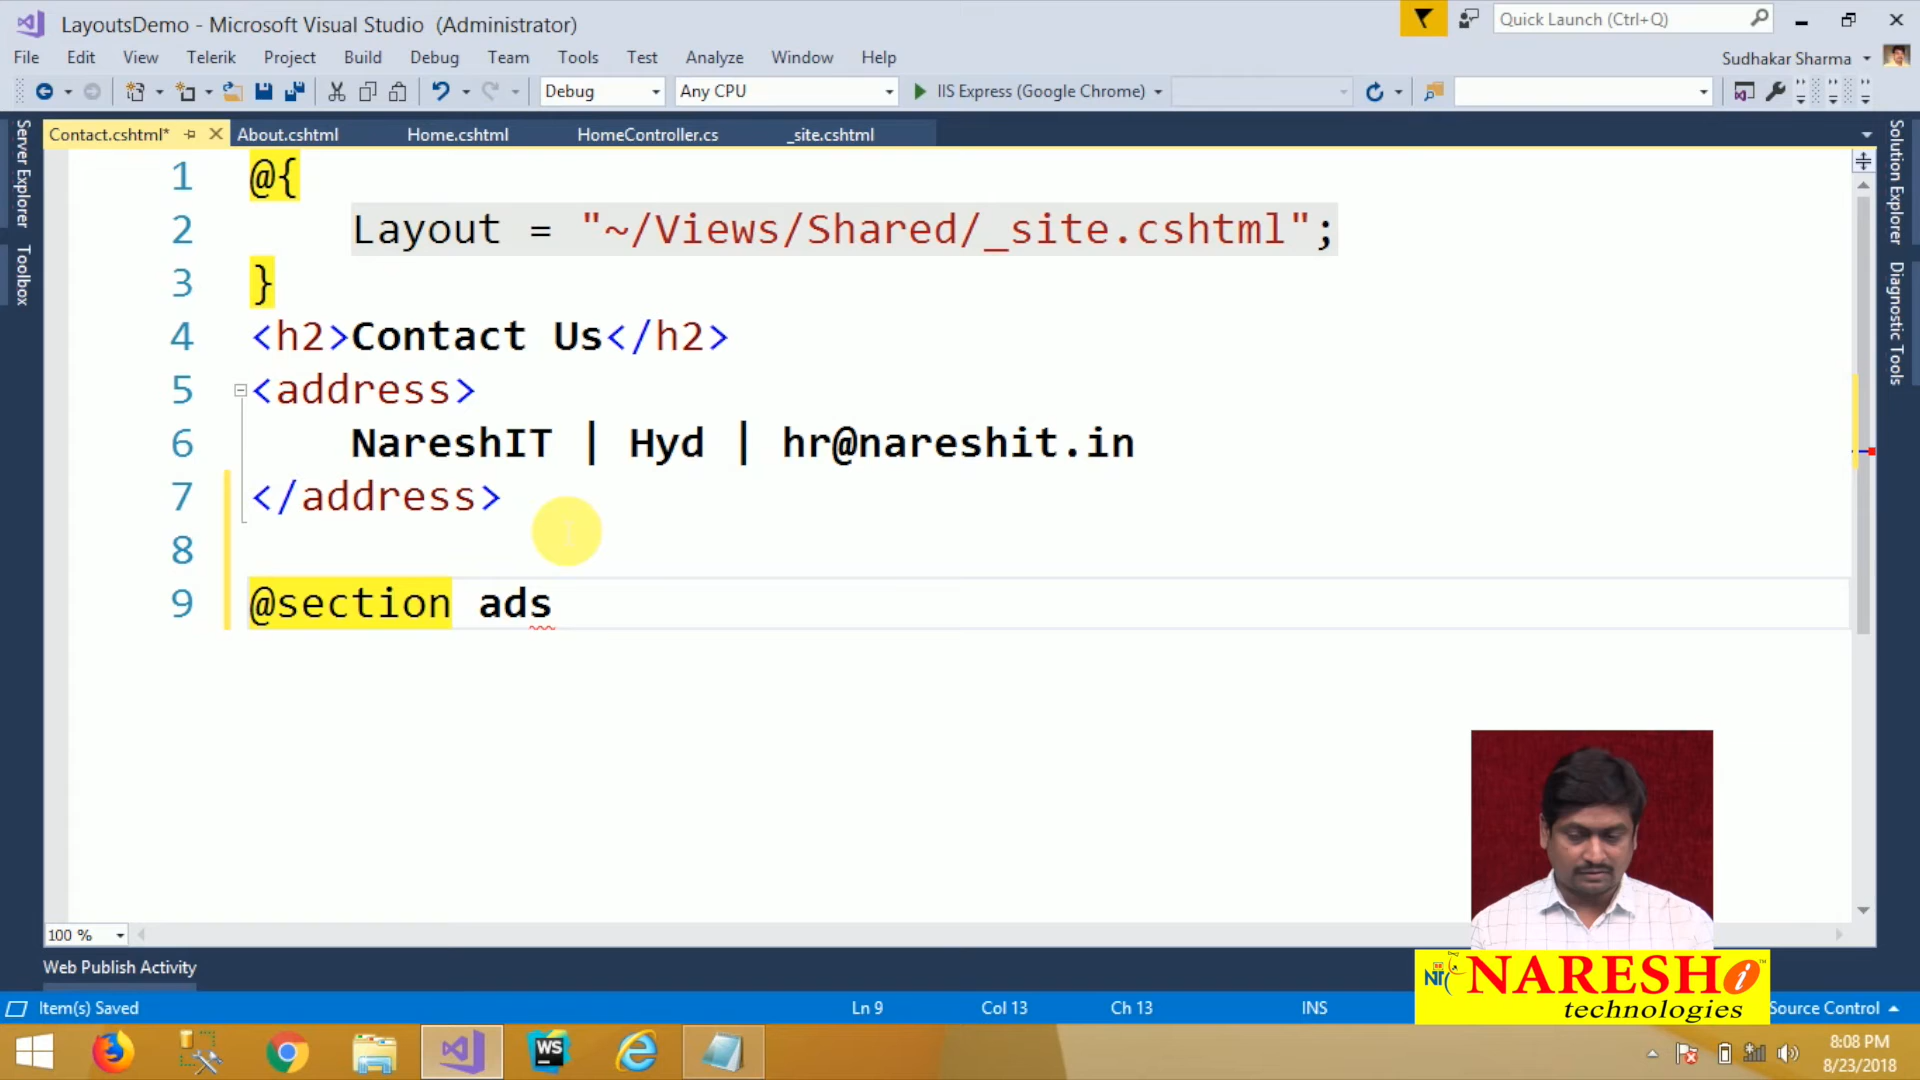 LayoutsDemo - Microsoft Visual Studio (Administrator)
Quick Launch (Ctrl+Q)
File Edit View Telerik Project Build Debug Team Tools Test Analyze Window Help
Sudhakar Sharma
Debug Any CPU IIS Express (Google Chrome)
Contact.cshtml* About.cshtml Home.cshtml HomeController.cs _site.cshtml
Server Explorer
Toolbox
Solution Explorer
Diagnostic Tools
1 @{
2 Layout = "~/Views/Shared/_site.cshtml";
3 }
4 <h2>Contact Us</h2>
5 <address>
6 NareshIT | Hyd | hr@nareshit.in
7 </address>
8
9 @section ads
100 %
Web Publish Activity
NARESH i
technologies
Item(s) Saved Ln 9 Col 13 Ch 13 INS Source Control
WS
8:08 PM
8/23/2018